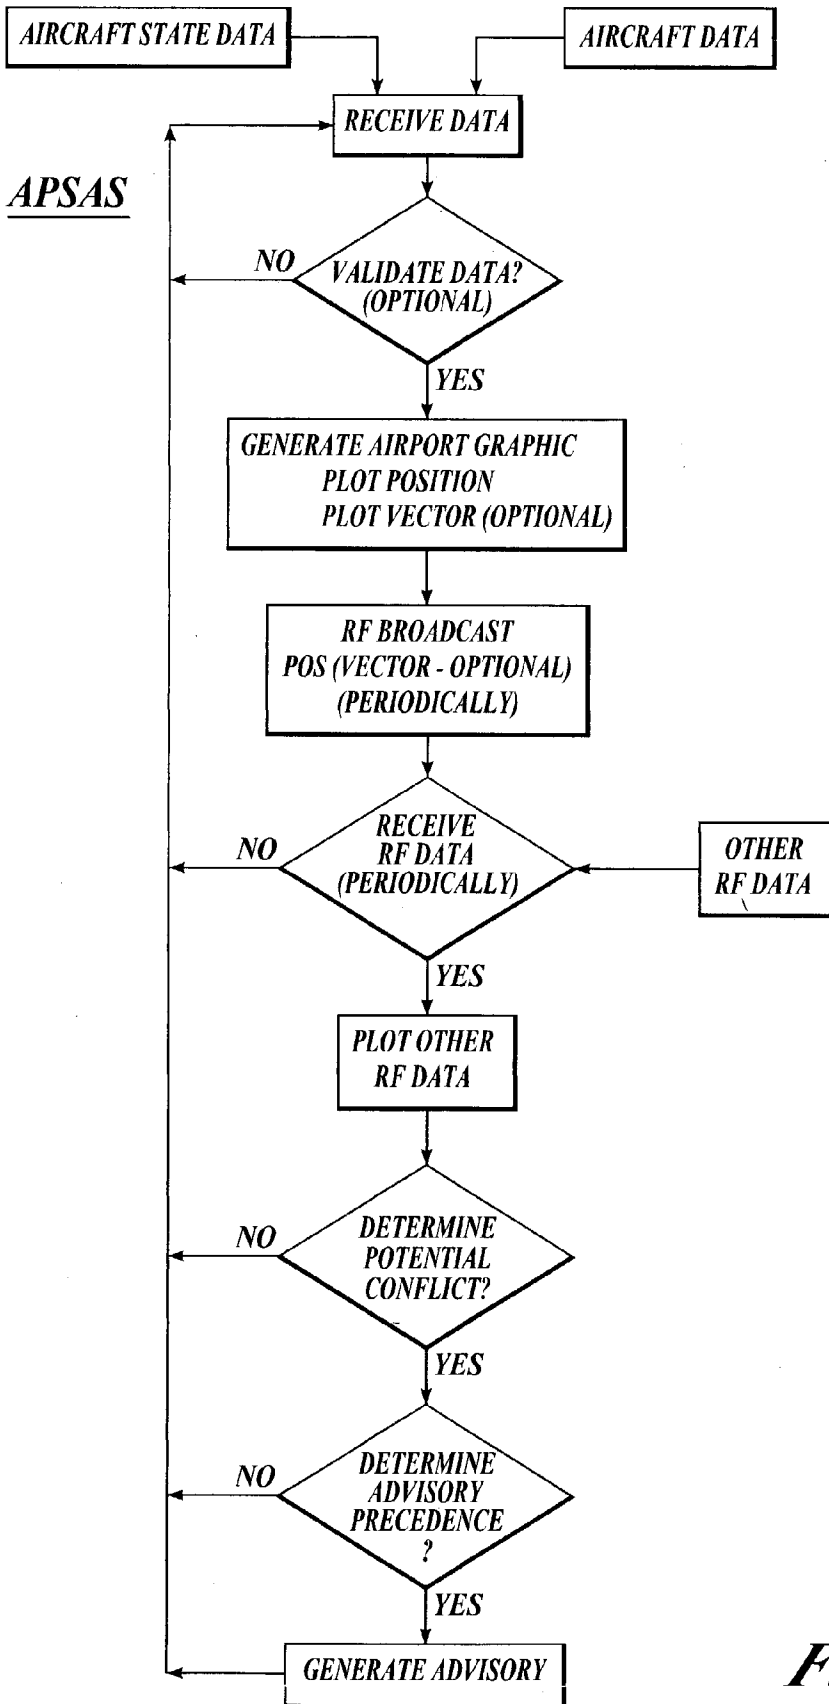 AIRCRAFT STATE DATA
AIRCRAFT DATA
RECEIVE DATA
APSAS
NO
VALIDATE DATA?
(OPTIONAL)
YES
GENERATE AIRPORT GRAPHIC
PLOT POSITION
PLOT VECTOR (OPTIONAL)
RF BROADCAST
POS (VECTOR - OPTIONAL)
(PERIODICALLY)
NO
RECEIVE
RF DATA
(PERIODICALLY)
OTHER
RF DATA
YES
PLOT OTHER
RF DATA
NO
DETERMINE
POTENTIAL
CONFLICT?
YES
NO
DETERMINE
ADVISORY
PRECEDENCE
?
YES
GENERATE ADVISORY